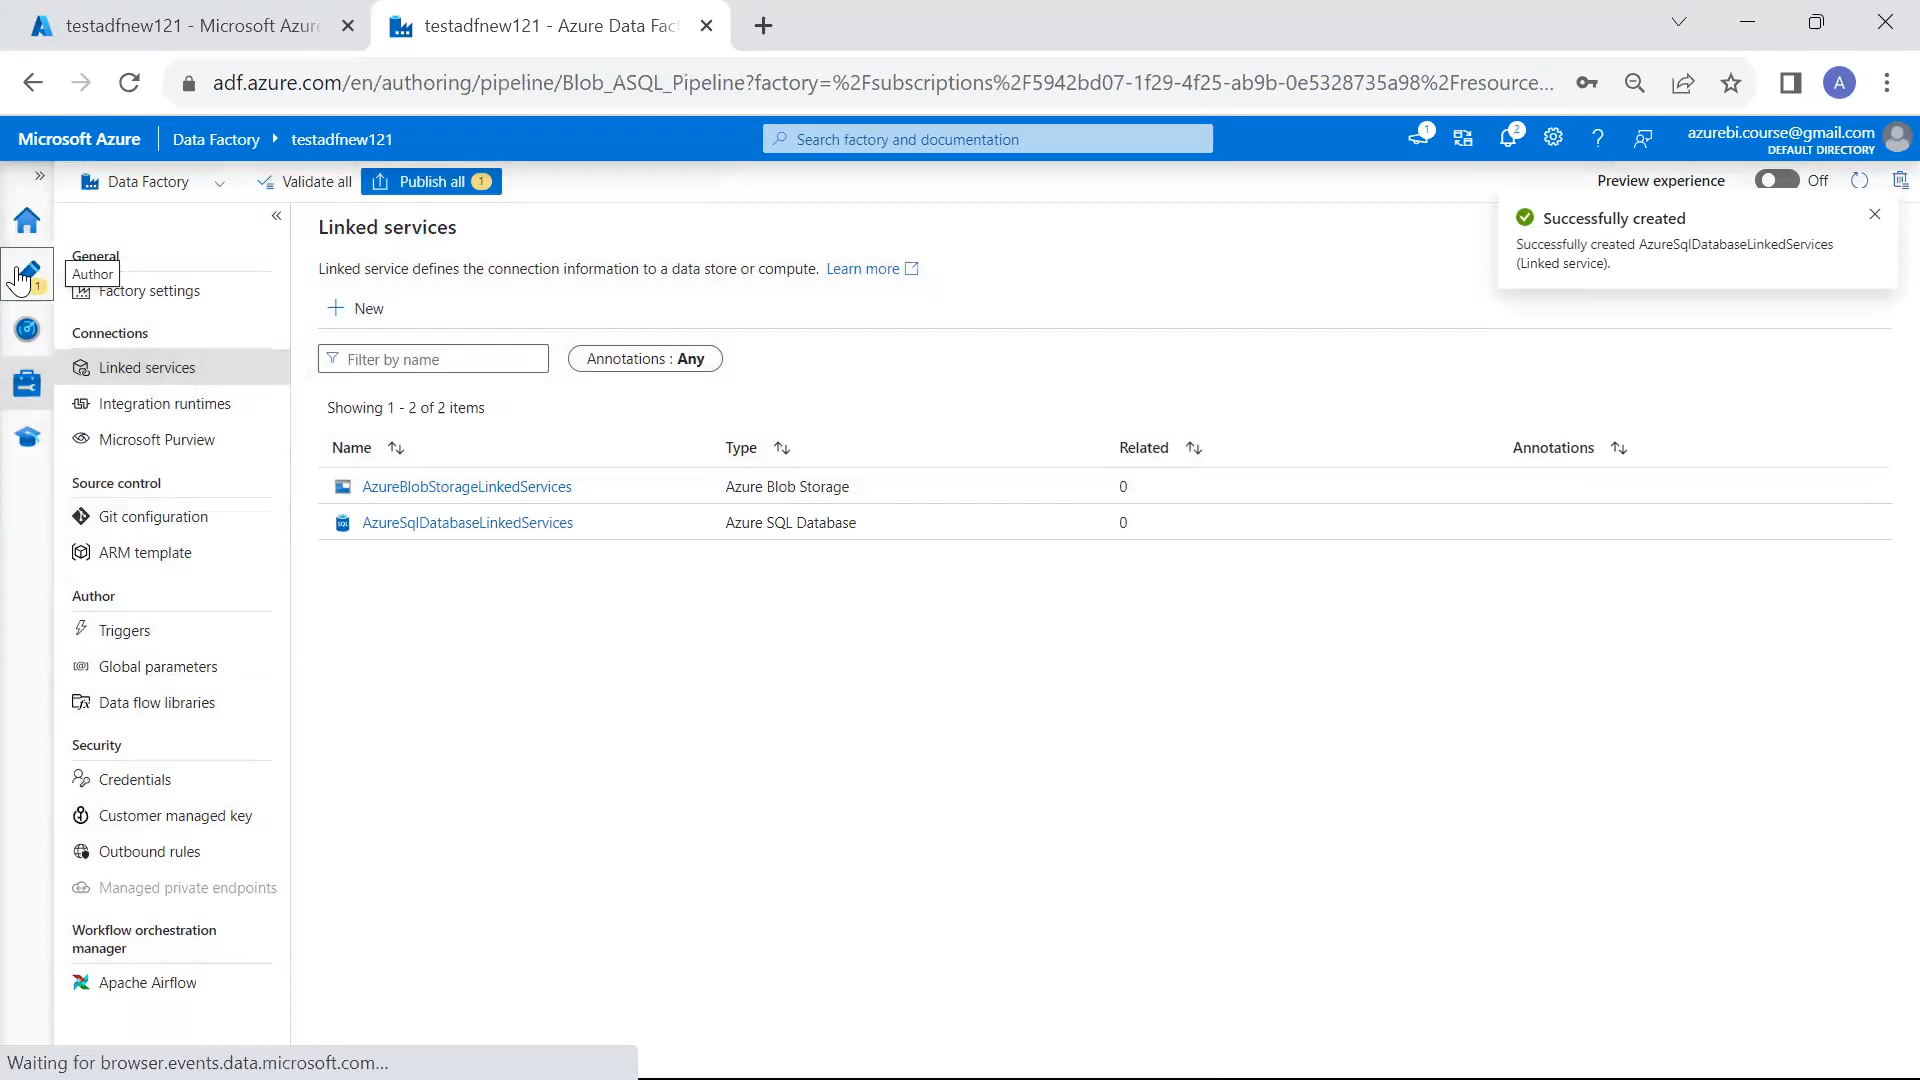 testadfnew121 - Microsoft Azur
testadfnew121 - Azure Data Fac
adf.azure.com/en/authoring/pipeline/Blob_ASQL_Pipeline?factory=%2Fsubscriptions%2F5942bd07-1f29-4f25-ab9b-0e5328735a98%2Fresource...
A
Microsoft Azure
Data Factory
testadfnew121
Search factory and documentation
1
2
azurebi.course@gmail.com
DEFAULT DIRECTORY
Data Factory
Validate all
Publish all
1
Preview experience
Off
Successfully created
Successfully created AzureSqlDatabaseLinkedServices
(Linked service).
1
Author
General
Factory settings
Connections
Linked services
Integration runtimes
Microsoft Purview
Source control
Git configuration
ARM template
Author
Triggers
Global parameters
Data flow libraries
Security
Credentials
Customer managed key
Outbound rules
Managed private endpoints
Workflow orchestration
manager
Apache Airflow
Linked services
Linked service defines the connection information to a data store or compute. Learn more
New
Filter by name
Annotations : Any
Showing 1 - 2 of 2 items
Name Type Related Annotations
AzureBlobStorageLinkedServices Azure Blob Storage 0
SQL AzureSqlDatabaseLinkedServices Azure SQL Database 0
Waiting for browser.events.data.microsoft.com...